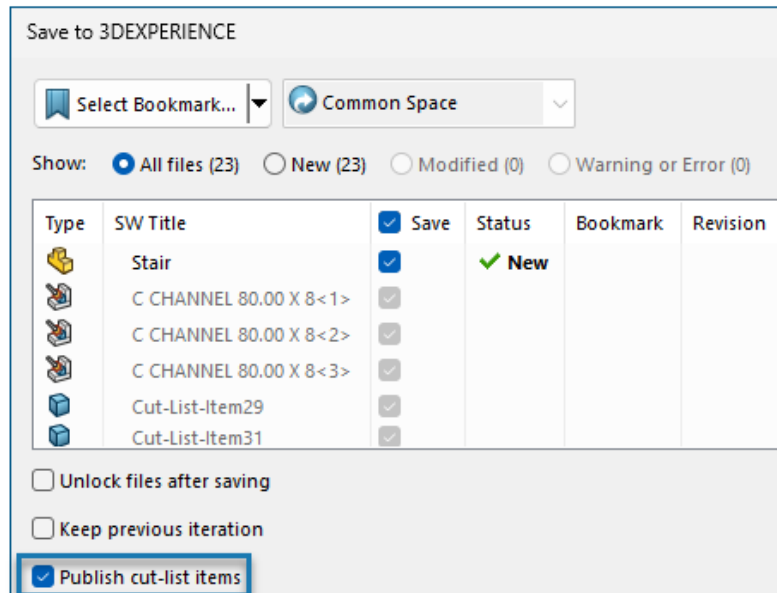 Save to 3DEXPERIENCE
Select Bookmark... Common Space
Show: All files (23) New (23) Modified (0) Warning or Error (0)
Type SW Title Save Status Bookmark Revision
Stair New
C CHANNEL 80.00 X 8<1>
C CHANNEL 80.00 X 8<2>
C CHANNEL 80.00 X 8<3>
Cut-List-Item29
Cut-List-Item31
Unlock files after saving
Keep previous iteration
Publish cut-list items